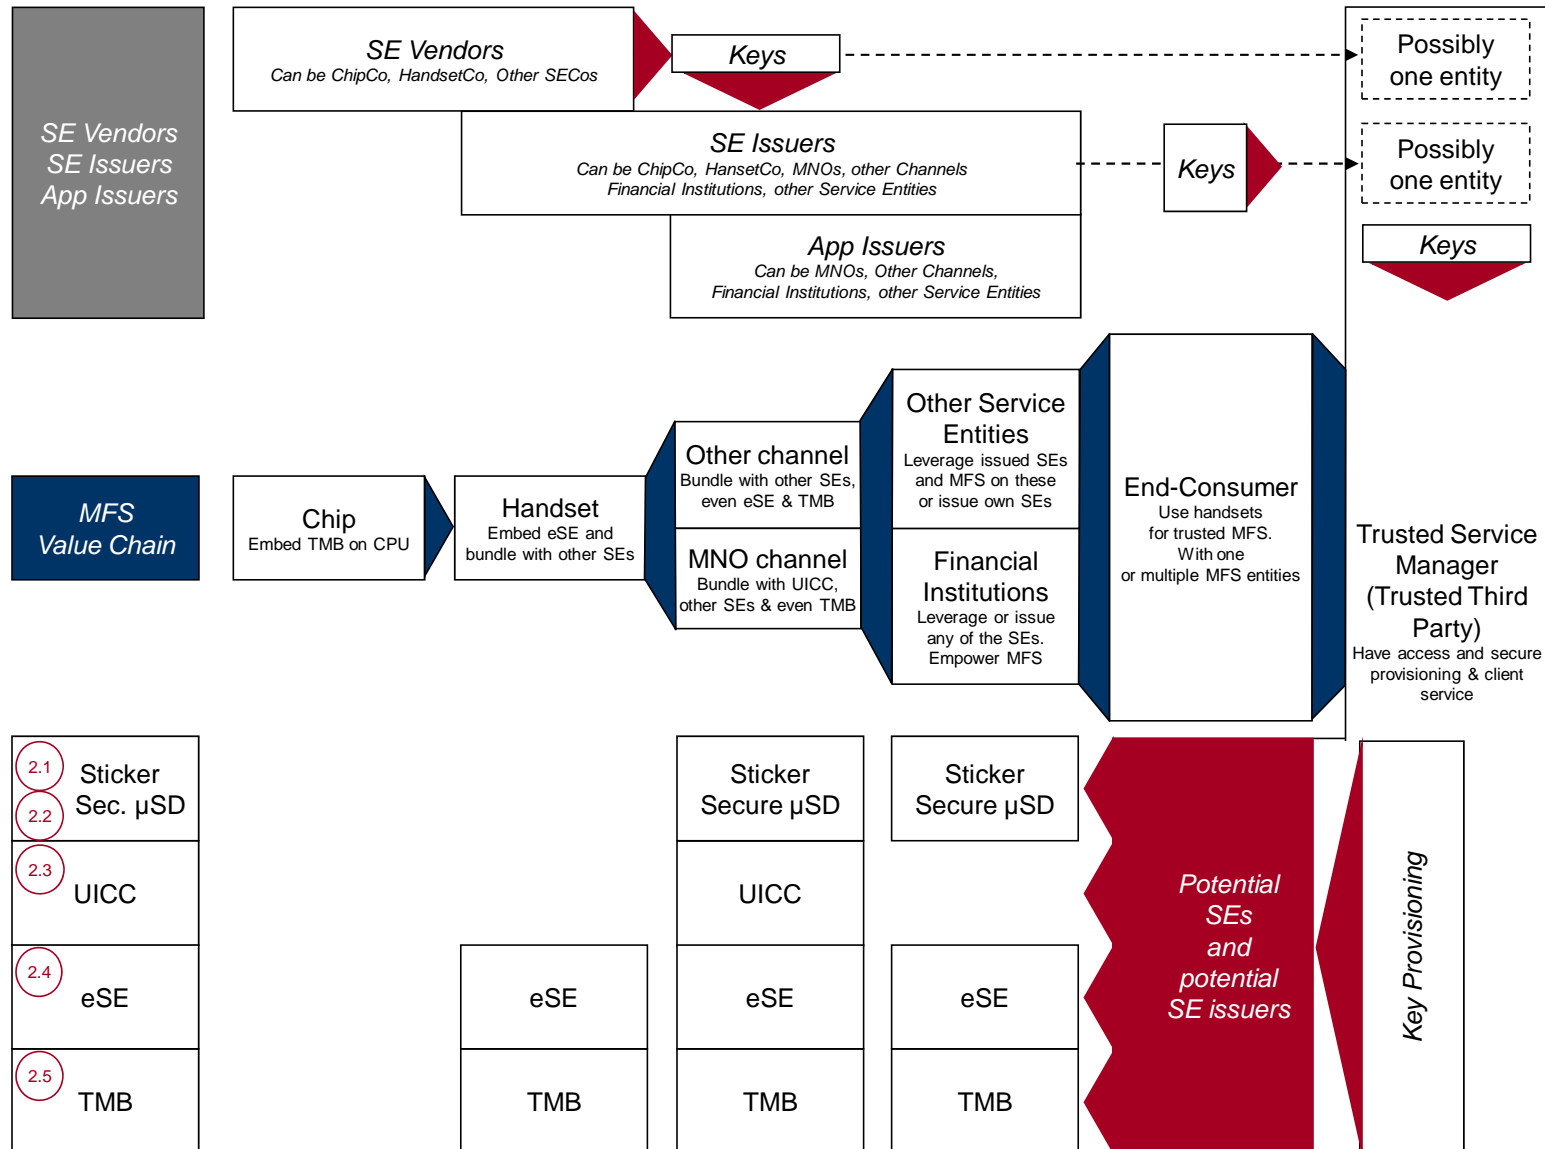 SE Vendors
SE Issuers
App Issuers
SE Vendors
Can be ChipCo, HandsetCo, Other SECos
Keys
Possibly
one entity
SE Issuers
Can be ChipCo, HansetCo, MNOs, other Channels
Financial Institutions, other Service Entities
Keys
Possibly
one entity
App Issuers
Can be MNOs, Other Channels,
Financial Institutions, other Service Entities
Keys
MFS
Value Chain
Chip
Embed TMB on CPU
Handset
Embed eSE and
bundle with other SEs
Other channel
Bundle with other SEs,
even eSE & TMB
MNO channel
Bundle with UICC,
other SEs & even TMB
Other Service
Entities
Leverage issued SEs
and MFS on these
or issue own SEs
Financial
Institutions
Leverage or issue
any of the SEs.
Empower MFS
End-Consumer
Use handsets
for trusted MFS.
With one
or multiple MFS entities
Trusted Service
Manager
(Trusted Third
Party)
Have access and secure
provisioning & client
service
2.1
2.2
Sticker
Sec. µSD
Sticker
Secure µSD
Sticker
Secure µSD
2.3
UICC
UICC
2.4
eSE
eSE
eSE
eSE
2.5
TMB
TMB
TMB
TMB
Potential
SEs
and
potential
SE issuers
Key Provisioning